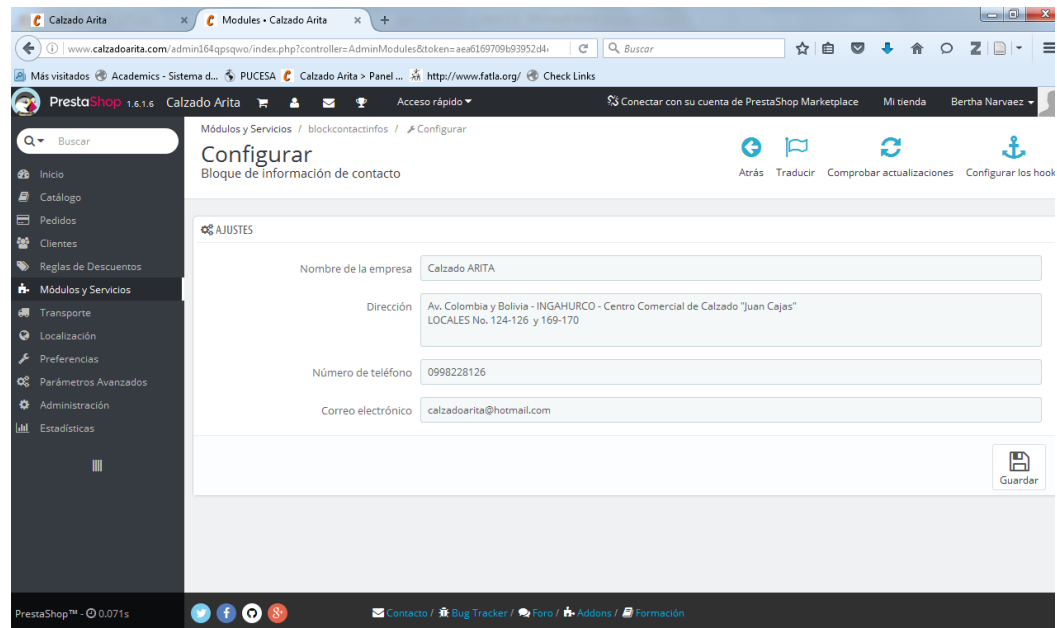 Calzado Arita
Modules • Calzado Arita
www.calzadoarita.com/admin164qpsqwo/index.php?controller=AdminModules&token=aea6169709b93952d4
Buscar
Más visitados Academics - Sistema d... PUCESA Calzado Arita > Panel ... http://www.fatla.org/ Check Links
PrestaShop 1.6.1.6 Calzado Arita Acceso rápido Conectar con su cuenta de PrestaShop Marketplace Mi tienda Bertha Narvaez
Buscar
Inicio
Catálogo
Pedidos
Clientes
Reglas de Descuentos
Módulos y Servicios
Transporte
Localización
Preferencias
Parámetros Avanzados
Administración
Estadísticas
Módulos y Servicios / blockcontactinfos / Configurar
Configurar
Bloque de información de contacto
Atrás Traducir Comprobar actualizaciones Configurar los hook
AJUSTES
Nombre de la empresa Calzado ARITA
Dirección Av. Colombia y Bolivia - INGAHURCO - Centro Comercial de Calzado "Juan Cajas"
LOCALES No. 124-126 y 169-170
Número de teléfono 0998228126
Correo electrónico calzadoarita@hotmail.com
Guardar
PrestaShop™ - 0.071s
Contacto / Bug Tracker / Foro / Addons / Formación